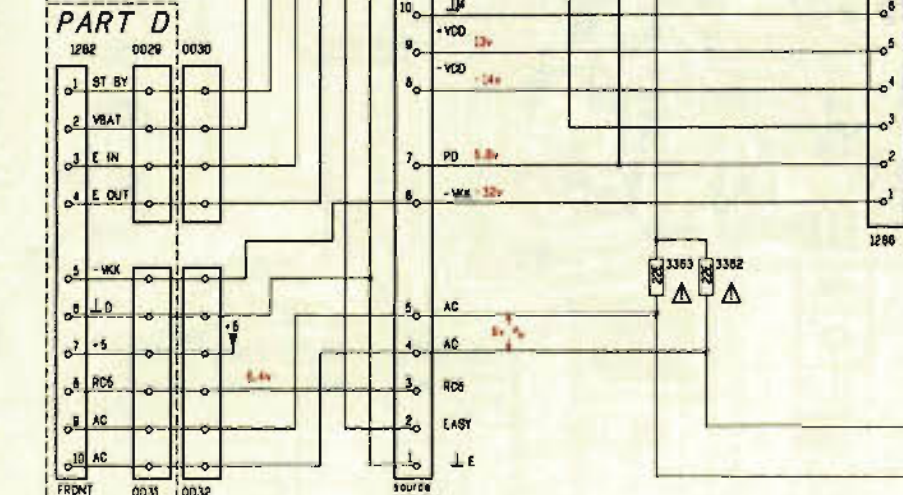 PART D
1282 0029 0030
1 ST BY
2 VBAT
3 E IN
4 E OUT
5 -VKK
6 ⊥D
7 +5
8 RC5
9 AC
10 AC
FRONT 0031 0032
+5
6,4v
10
9 +VDD 13v
8 -VDD -14v
7 PD
6 -VKK -32v
5 AC
4 AC
3 RC5
2 EASY
1 ⊥E
source
22E 3363 22E 3362
6
5
4
3
2
1
1286